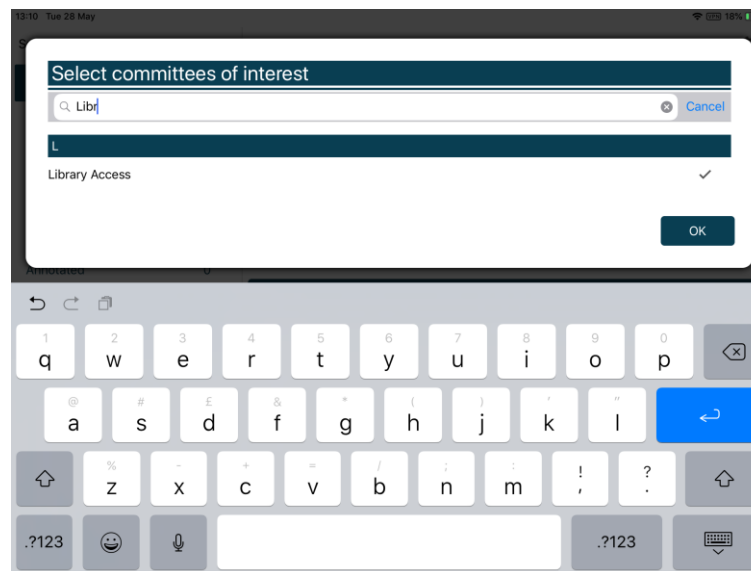 13:10 Tue 28 May
VPN 18%
S
Select committees of interest
Libr
Cancel
L
Library Access
OK
Annotated 0
1 2 3 4 5 6 7 8 9 0
q w e r t y u i o p
@ # £ & * ( ) ' "
a s d f g h j k l
% - + = / ; : ! ?
z x c v b n m , .
.?123 .?123